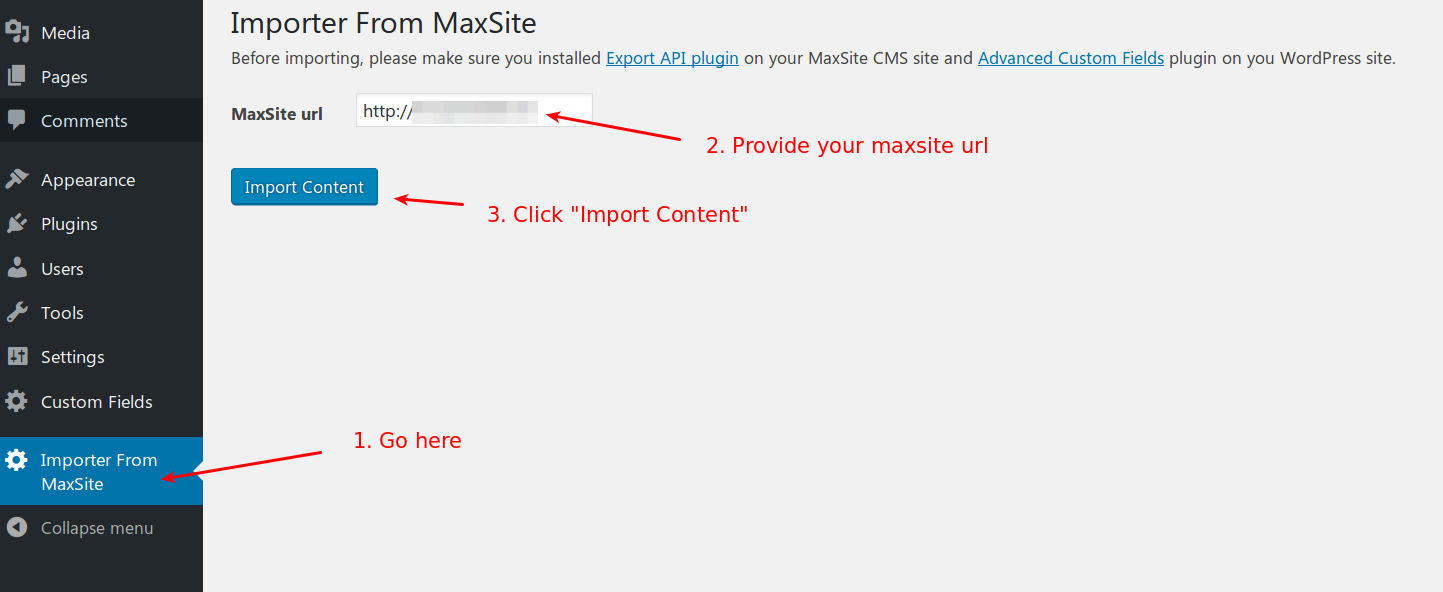 Media
Pages
Comments
Appearance
Plugins
Users
Tools
Settings
Custom Fields
Importer From
MaxSite
Collapse menu
Importer From MaxSite
Before importing, please make sure you installed Export API plugin on your MaxSite CMS site and Advanced Custom Fields plugin on you WordPress site.
MaxSite url
http://
2. Provide your maxsite url
Import Content
3. Click "Import Content"
1. Go here